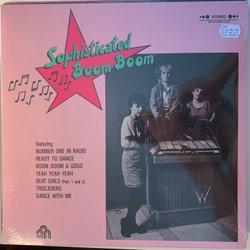 STEREO
Sophisticated
Boom Boom
featuring
NUMBER ONE IN RADIO
READY TO DANCE
BOOM BOOM A GOGO
YEAH YEAH YEAH
BEAT GIRLS (Part 1 and 2)
TROCADERO
DANCE WITH ME